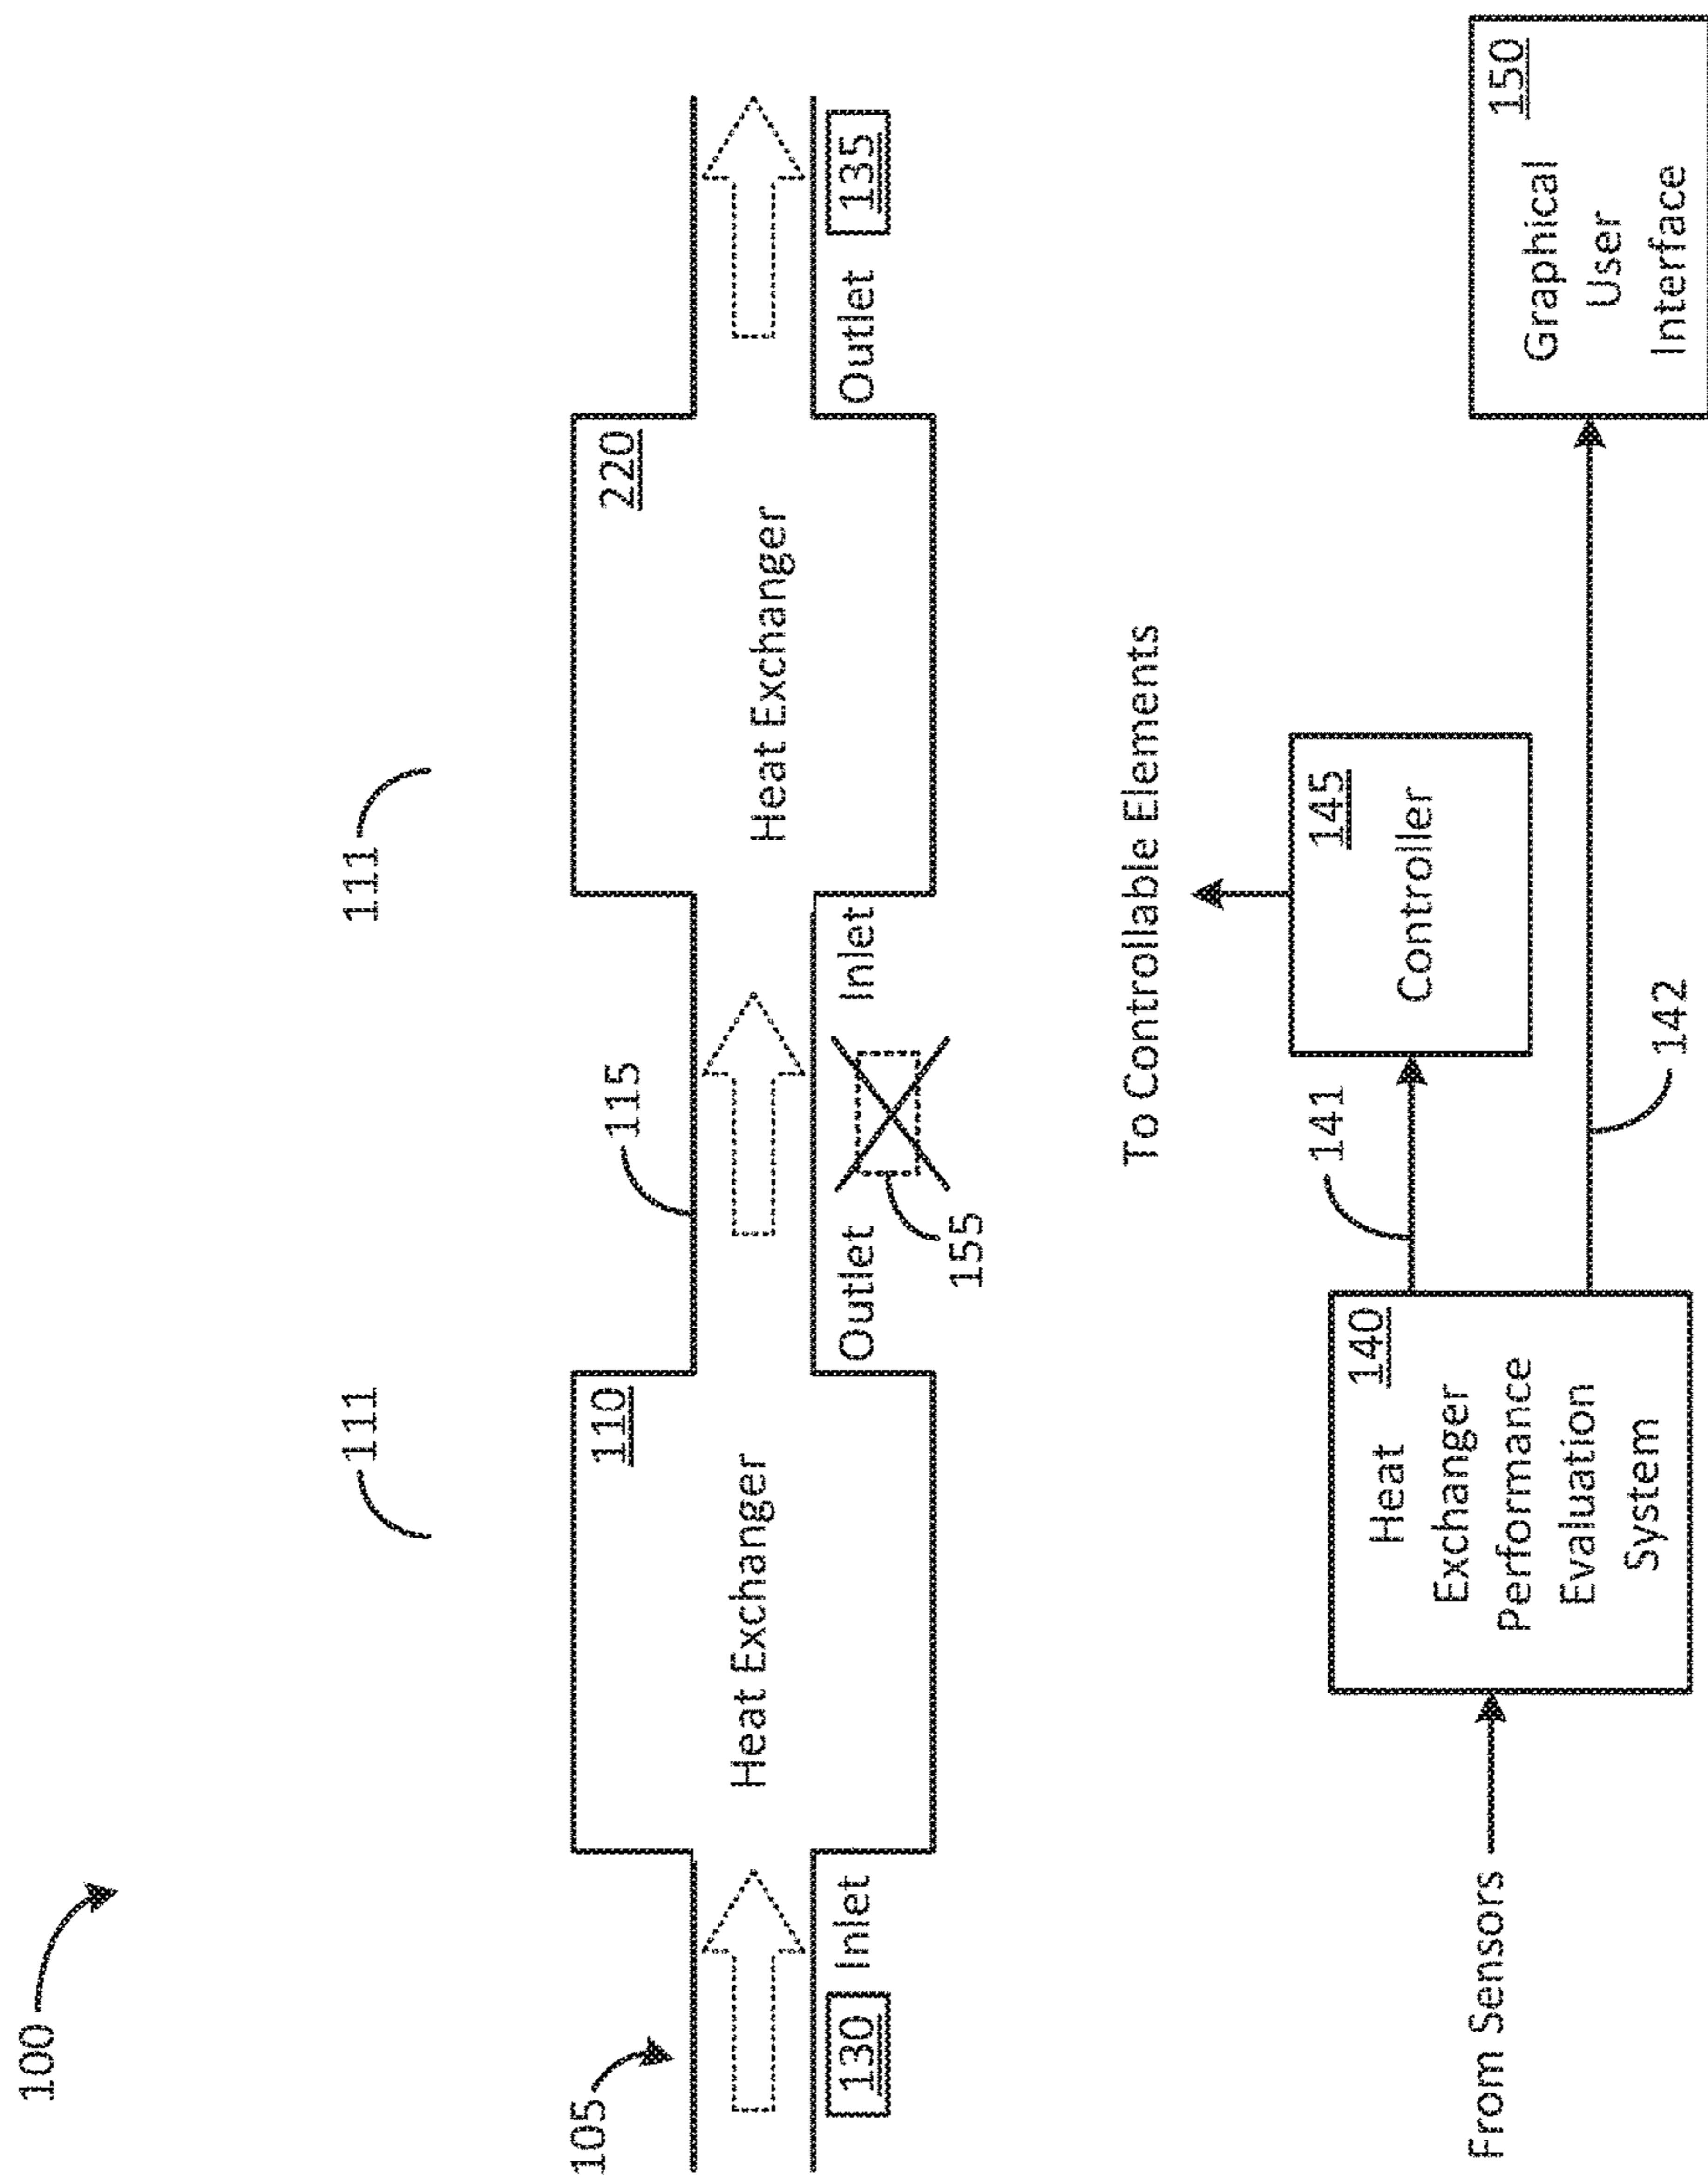 100
111
111
105
115
110
Heat Exchanger
220
Heat Exchanger
130
Inlet
Outlet
155
Inlet
Outlet
135
To Controllable Elements
From Sensors
140
Heat
Exchanger
Performance
Evaluation
System
141
145
Controller
142
150
Graphical
User
Interface